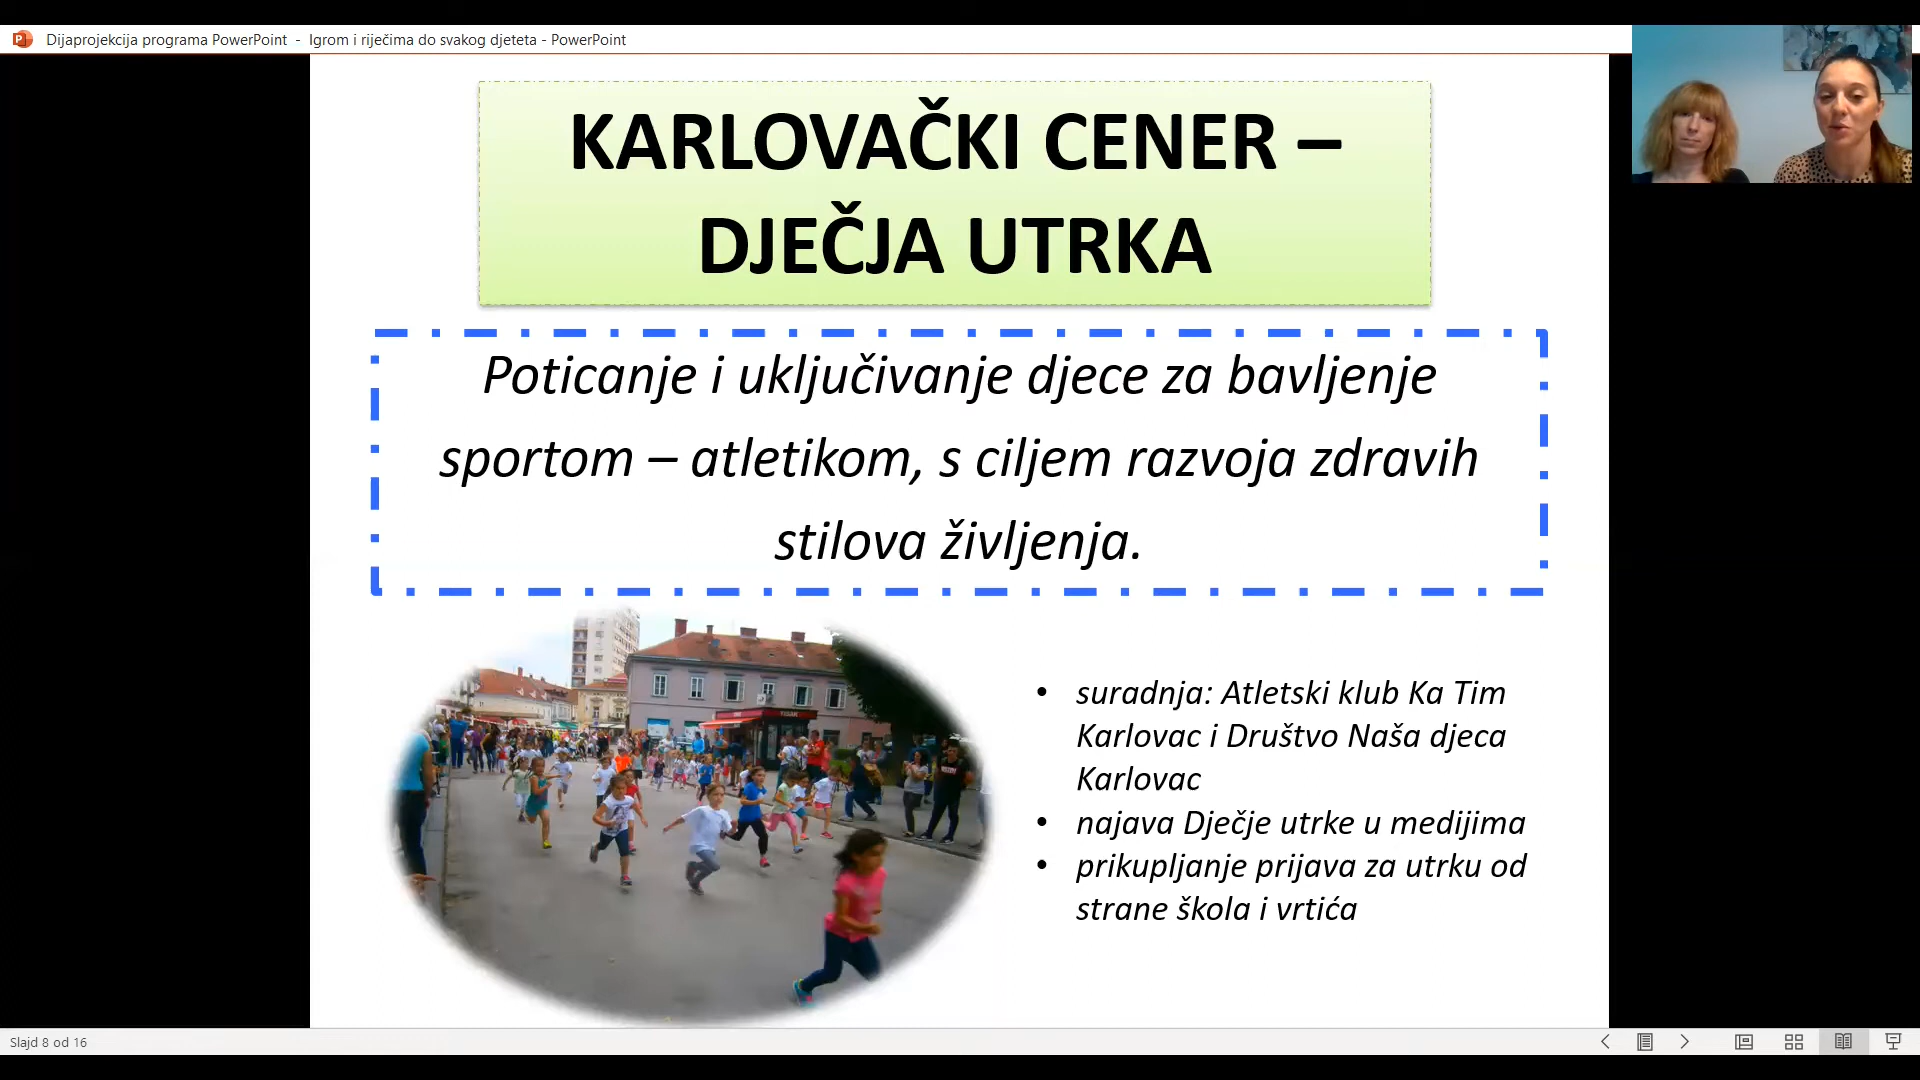 Dijaprojekcija programa PowerPoint - Igrom i riječima do svakog djeteta - PowerPoint
KARLOVAČKI CENER –
DJEČJA UTRKA
Poticanje i uključivanje djece za bavljenje
sportom – atletikom, s ciljem razvoja zdravih
stilova življenja.
• suradnja: Atletski klub Ka Tim
Karlovac i Društvo Naša djeca
Karlovac
• najava Dječje utrke u medijima
• prikupljanje prijava za utrku od
strane škola i vrtića
Slajd 8 od 16